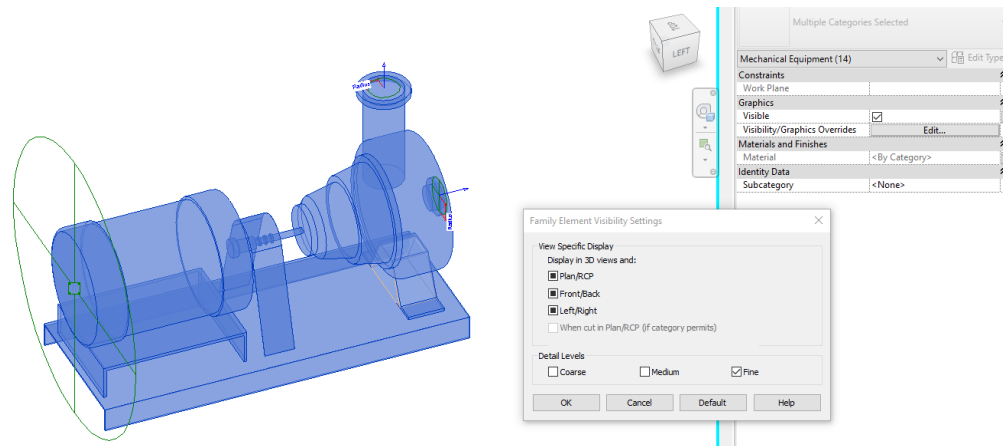 Multiple Categories Selected
LEFT
Radius
Radius
Mechanical Equipment (14)
Edit Type
Constraints
Work Plane
Graphics
Visible
Visibility/Graphics Overrides Edit...
Materials and Finishes
Material <By Category>
Identity Data
Subcategory <None>
Family Element Visibility Settings
View Specific Display
Display in 3D views and:
Plan/RCP
Front/Back
Left/Right
When cut in Plan/RCP (if category permits)
Detail Levels
Coarse Medium Fine
OK Cancel Default Help